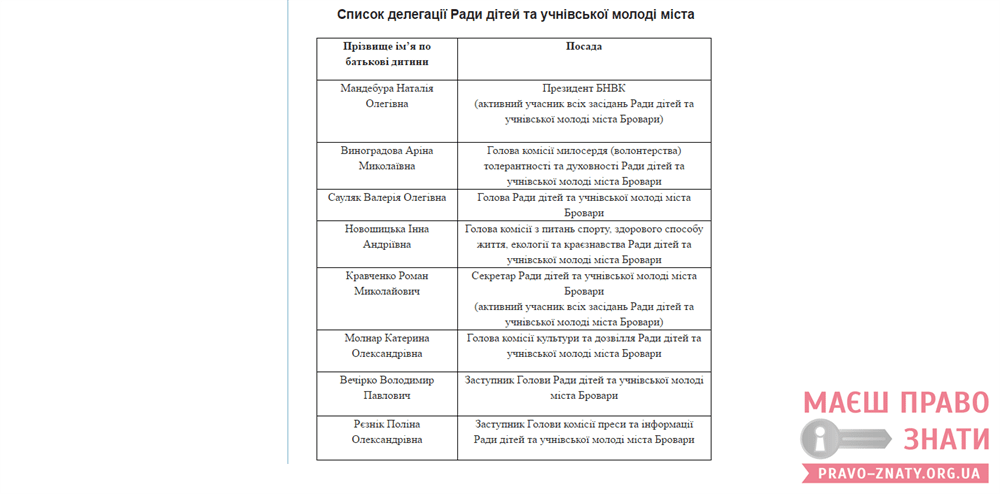 Список делегації Ради дітей та учнівської молоді міста
Прізвище ім’я по
батькові дитини
Посада
Мандебура Наталія
Олегівна
Президент БНВК
(активний учасник всіх засідань Ради дітей та
учнівської молоді міста Бровари)
Виноградова Аріна
Миколаївна
Голова комісії милосердя (волонтерства)
толерантності та духовності Ради дітей та
учнівської молоді міста Бровари
Сауляк Валерія Олегівна
Голова Ради дітей та учнівської молоді міста
Бровари
Новошицька Інна
Андріївна
Голова комісії з питань спорту, здорового способу
життя, екології та краєзнавства Ради дітей та
учнівської молоді міста Бровари
Кравченко Роман
Миколайович
Секретар Ради дітей та учнівської молоді міста
Бровари
(активний учасник всіх засідань Ради дітей та
учнівської молоді міста Бровари)
Молнар Катерина
Олександрівна
Голова комісії культури та дозвілля Ради дітей та
учнівської молоді міста Бровари
Вечірко Володимир
Павлович
Заступник Голови Ради дітей та учнівської молоді
міста Бровари
Рєзнік Поліна
Олександрівна
Заступник Голови комісії преси та інформації
Ради дітей та учнівської молоді міста Бровари
МАЄШ ПРАВО
ЗНАТИ
PRAVO-ZNATY.ORG.UA